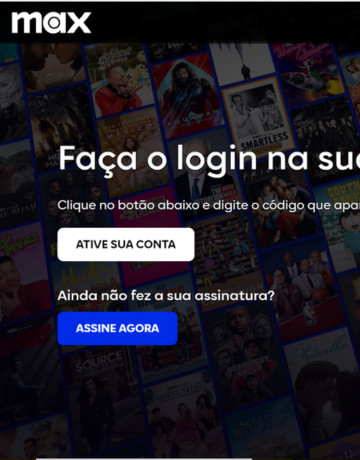 max
Faça o login na sua
Clique no botão abaixo e digite o código que apa
ATIVE SUA CONTA
Ainda não fez a sua assinatura?
ASSINE AGORA
SMARTLESS
SOURCE